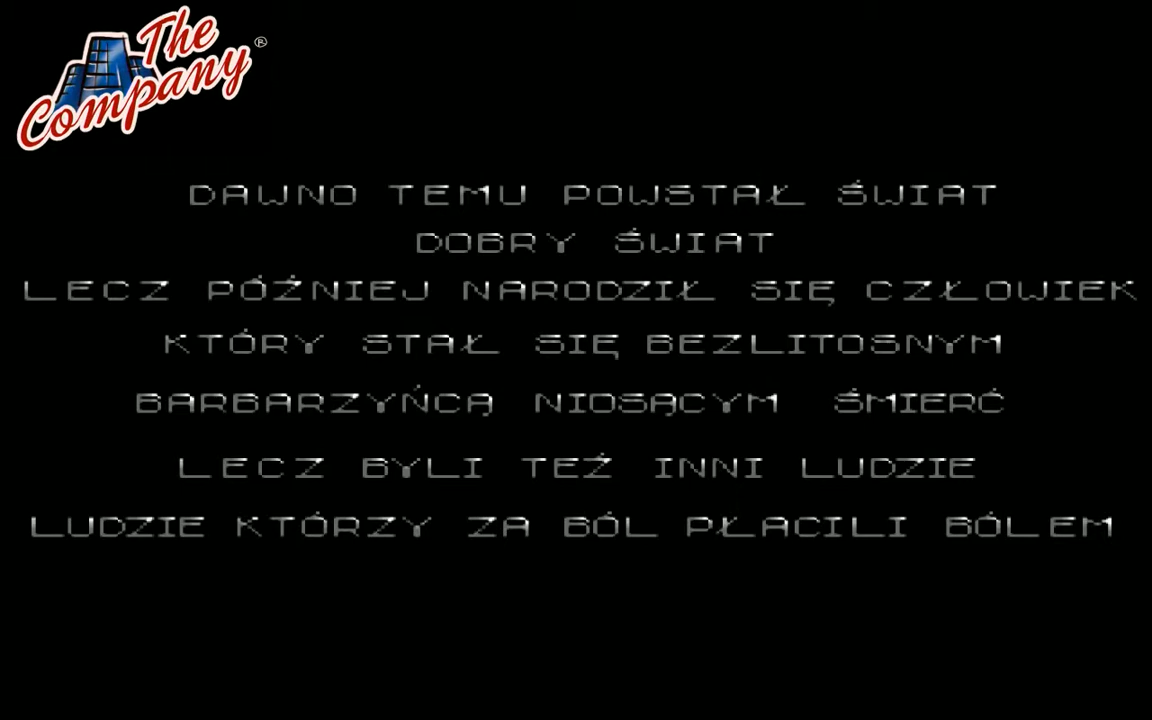 The
Company®
DAWNO TEMU POWSTAŁ ŚWIAT
DOBRY ŚWIAT
LECZ PÓŹNIEJ NARODZIŁ SIĘ CZŁOWIEK
KTÓRY STAŁ SIĘ BEZLITOSNYM
BARBARZYŃCĄ NIOSĄCYM ŚMIERĆ
LECZ BYLI TEŻ INNI LUDZIE
LUDZIE KTÓRZY ZA BÓL PŁACILI BÓLEM